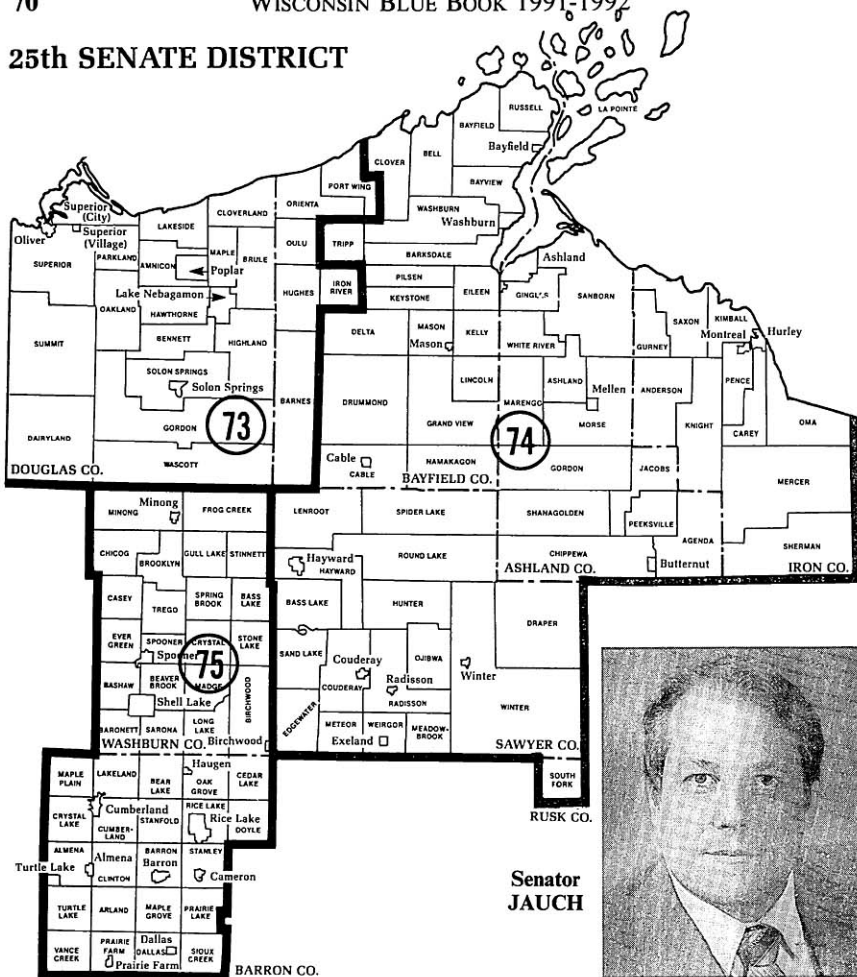 70 WISCONSIN BLUE BOOK 1991-1992
25th SENATE DISTRICT
RUSSELL
LA POINTE
BAYFIELD
Bayfield
BELL
CLOVER
BAYVIEW
PORT WING
WASHBURN
Washburn
ORIENTA
CLOVERLAND
Superior
(City)
LAKESIDE
Superior
(Village)
Oliver
OULU
TRIPP
BARKSDALE
Ashland
SUPERIOR
PARKLAND
AMNICON
MAPLE
BRULE
Poplar
IRON
RIVER
PILSEN
EILEEN
SANBORN
KEYSTONE
Lake Nebagamon
HUGHES
OAKLAND
HAWTHORNE
SAXON
KIMBALL
Montreal
Hurley
GURNEY
DELTA
MASON
Mason
KELLY
WHITE RIVER
SUMMIT
BENNETT
HIGHLAND
SOLON SPRINGS
Solon Springs
LINCOLN
ASHLAND
Mellen
ANDERSON
PENCE
BARNES
DRUMMOND
MARENGO
GORDON
73
GRAND VIEW
74
MORSE
KNIGHT
CAREY
OMA
DAIRYLAND
WASCOTT
Cable
CABLE
HAMAKAGON
GORDON
JACOBS
DOUGLAS CO.
BAYFIELD CO.
MERCER
Minong
MINONG
FROG CREEK
LENROOT
SPIDER LAKE
SHANAGOLDEN
PEEKSVILLE
AGENDA
SHERMAN
CHICOG
BROOKLYN
GULL LAKE
STINNETT
Hayward
HAYWARD
ROUND LAKE
CHIPPEWA
ASHLAND CO.
Butternut
IRON CO.
CASEY
TREGO
SPRING
BROOK
BASS
LAKE
BASS LAKE
HUNTER
DRAPER
EVER
GREEN
SPOONER
CRYSTAL
STONE
LAKE
Spooner
75
SAND LAKE
Couderay
OJIBWA
Winter
BASHAW
BEAVER
BROOK
MADGE
Shell Lake
BIRCHWOOD
COUDERAY
Radisson
RADISSON
EDGEWATER
WINTER
BARONETT
SARONA
LONG
LAKE
METEOR
WEIRGOR
MEADOW-
BROOK
WASHBURN CO.
Birchwood
Exeland
SAWYER CO.
MAPLE
PLAIN
LAKELAND
BEAR
LAKE
Haugen
OAK
GROVE
CEDAR
LAKE
SOUTH
FORK
RUSK CO.
CRYSTAL
LAKE
Cumberland
CUMBER-
LAND
STANFOLD
RICE LAKE
Rice Lake
DOYLE
ALMENA
Almena
Turtle Lake
CLINTON
BARRON
Barron
STANLEY
Cameron
Senator
JAUCH
TURTLE
LAKE
ARLAND
MAPLE
GROVE
PRAIRIE
LAKE
VANCE
CREEK
PRAIRIE
FARM
Prairie Farm
Dallas
DALLAS
SIOUX
CREEK
BARRON CO.